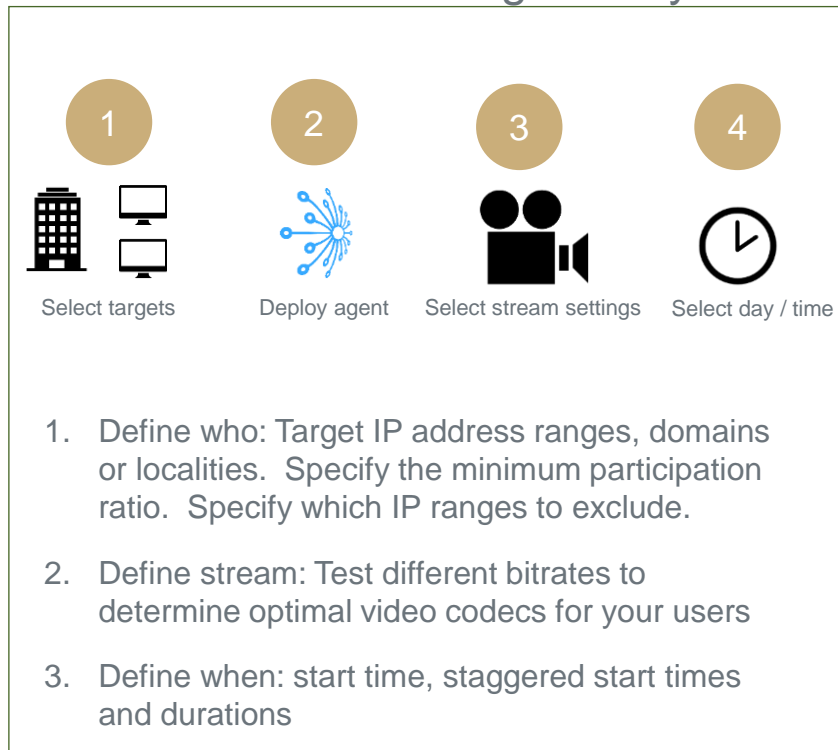 1
2
3
4
Select targets
Deploy agent
Select stream settings
Select day / time
1. Define who: Target IP address ranges, domains
or localities.  Specify the minimum participation
ratio.  Specify which IP ranges to exclude.
2. Define stream: Test different bitrates to
determine optimal video codecs for your users
3. Define when: start time, staggered start times
and durations